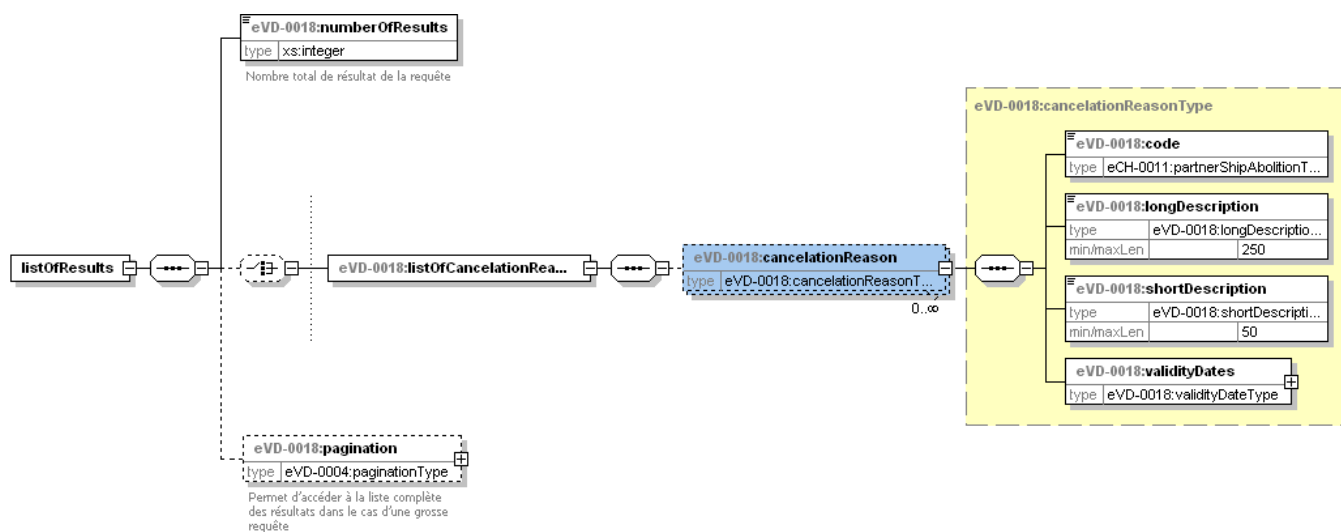 eVD-0018:numberOfResults
type xs:integer
Nombre total de résultat de la requête
eVD-0018:cancelationReasonType
eVD-0018:code
type eCH-0011:partnerShipAbolitionT...
eVD-0018:longDescription
type eVD-0018:longDescriptio...
min/maxLen 250
listOfResults
eVD-0018:listOfCancelationRea...
eVD-0018:cancelationReason
type eVD-0018:cancelationReasonT...
0..∞
eVD-0018:shortDescription
type eVD-0018:shortDescripti...
min/maxLen 50
eVD-0018:validityDates
type eVD-0018:validityDateType
eVD-0018:pagination
type eVD-0004:paginationType
Permet d'accéder à la liste complète
des résultats dans le cas d'une grosse
requête